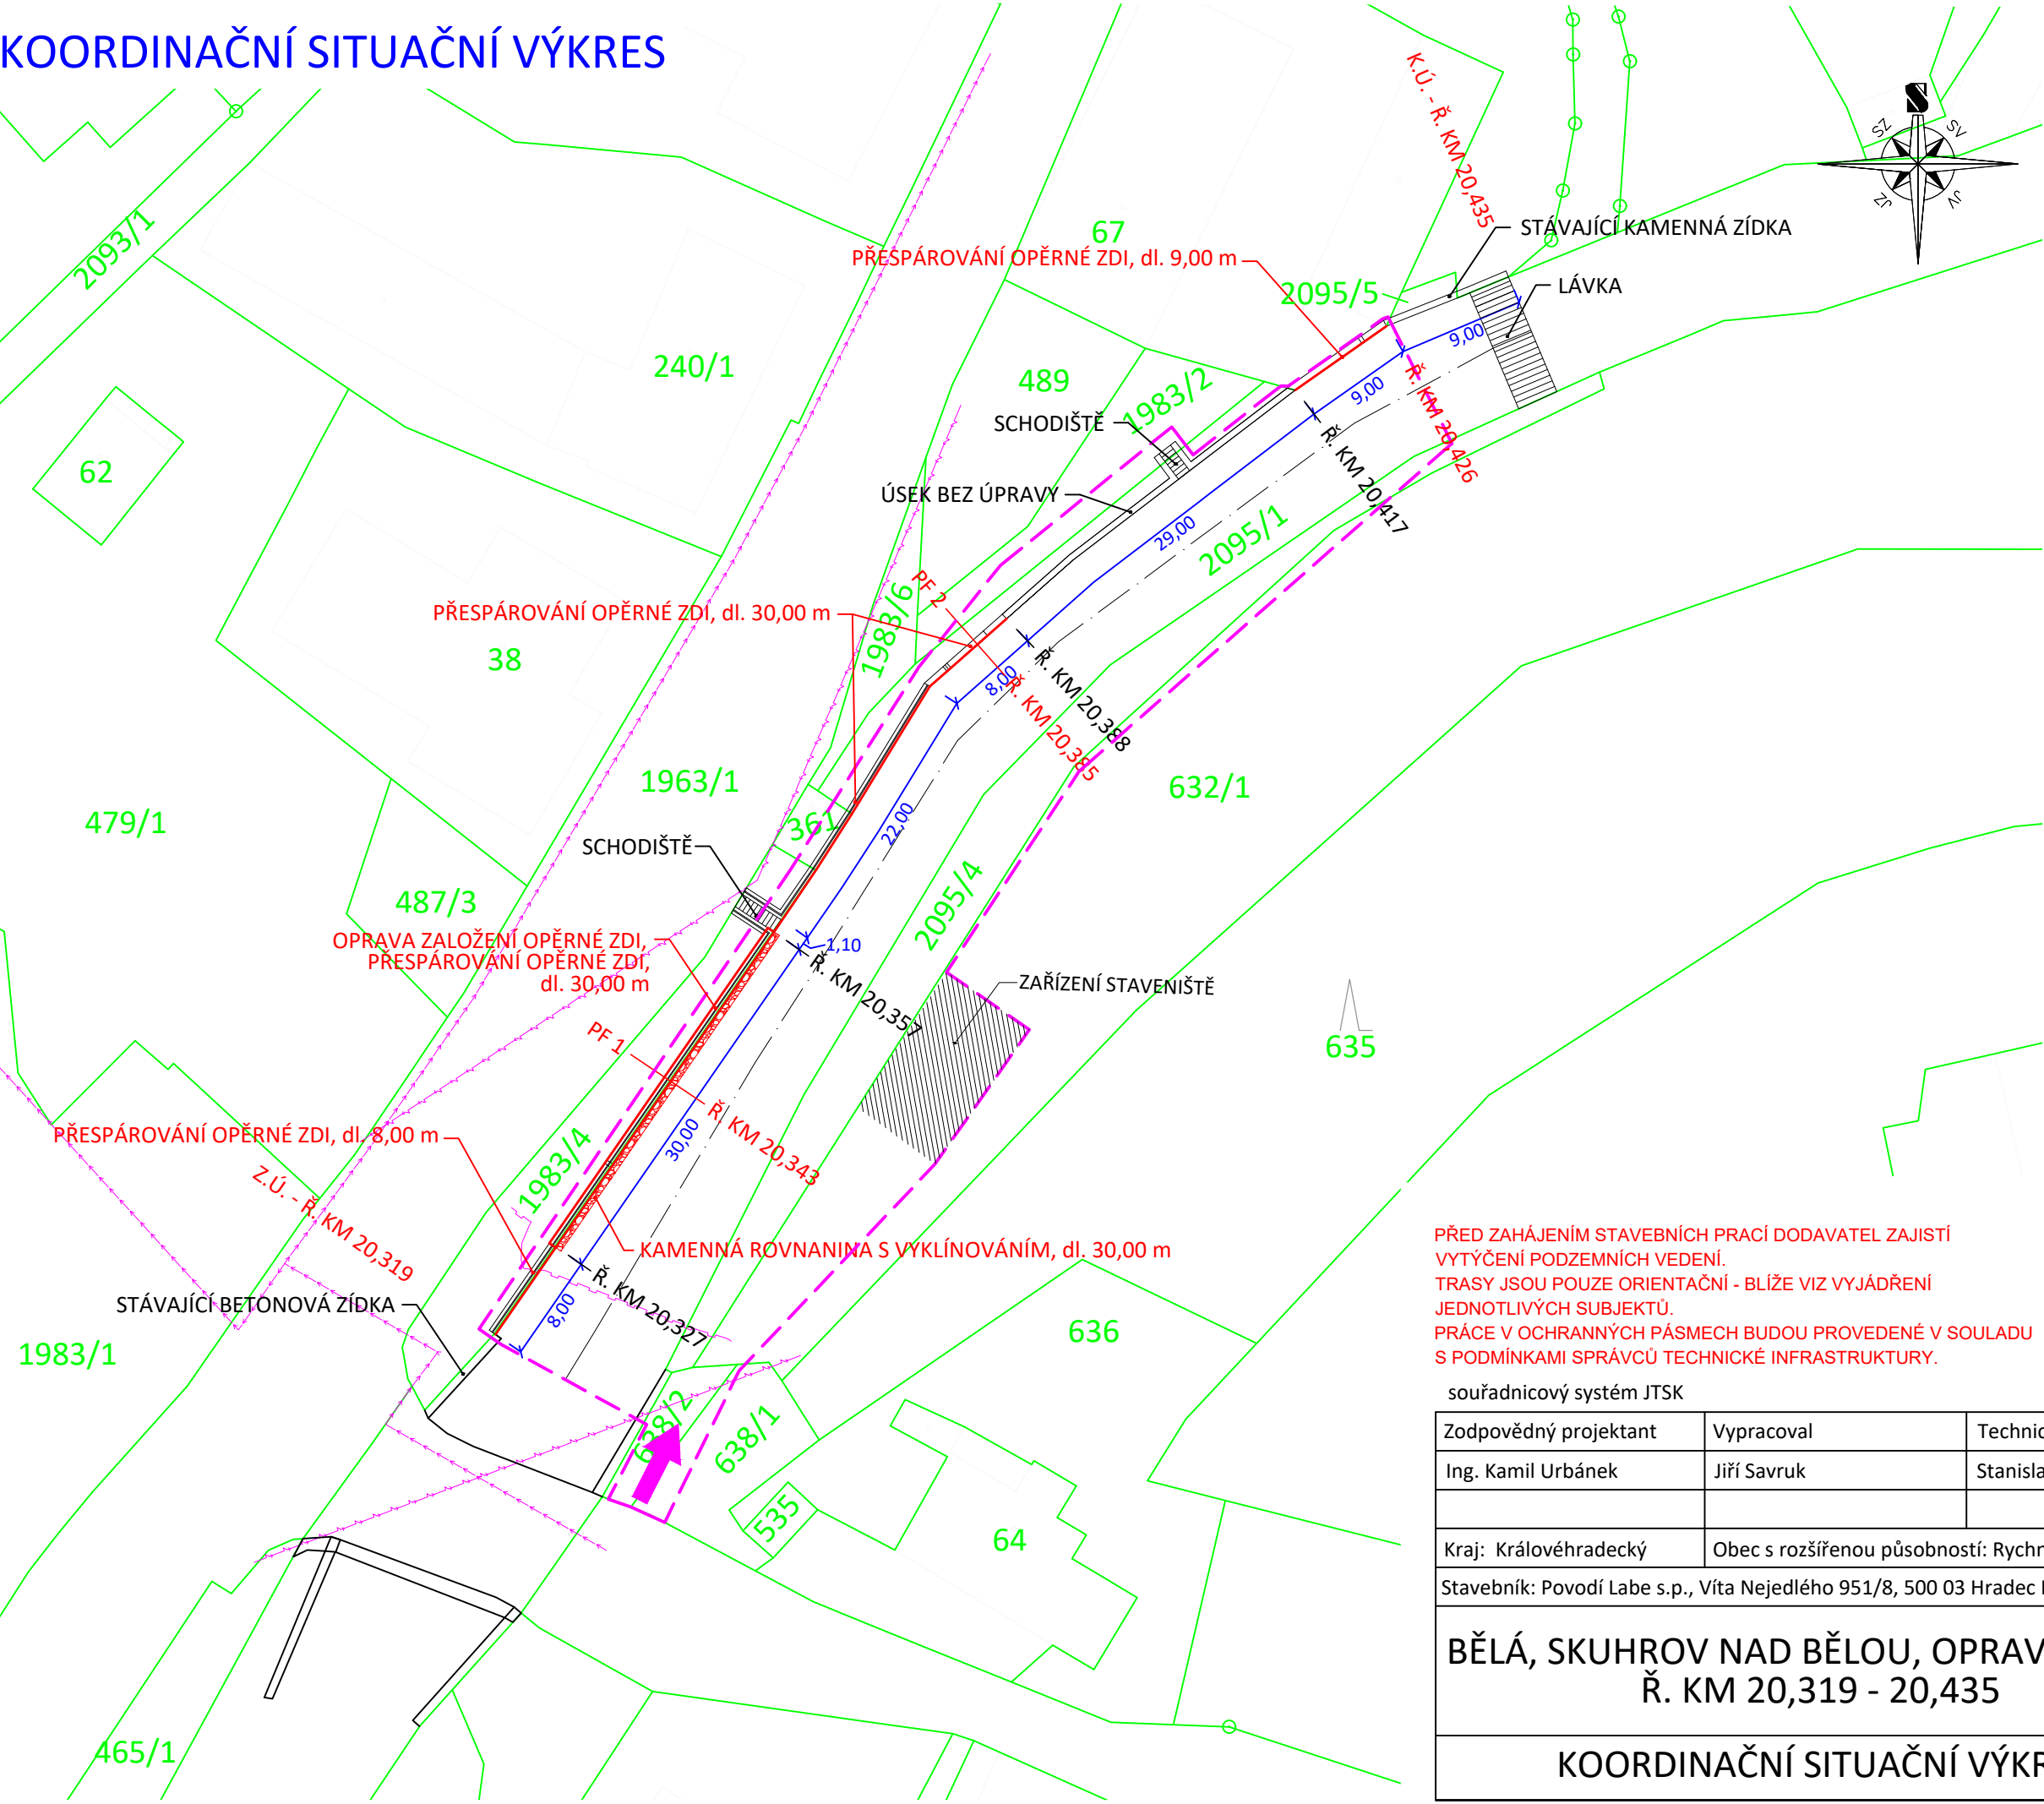 KOORDINAČNÍ SITUAČNÍ VÝKRES
S
SZ
SV
JZ
JV
K.Ú. - Ř. KM 20,435
2093/1
67
STÁVAJÍCÍ KAMENNÁ ZÍDKA
PŘESPÁROVÁNÍ OPĚRNÉ ZDI, dl. 9,00 m
2095/5
LÁVKA
9,00
240/1
489
1983/2
9,00
Ř. KM 20,426
SCHODIŠTĚ
62
Ř. KM 20,417
ÚSEK BEZ ÚPRAVY
29,00
2095/1
PF 2
PŘESPÁROVÁNÍ OPĚRNÉ ZDI, dl. 30,00 m
1983/6
38
8,00
Ř. KM 20,388
Ř. KM 20,385
1963/1
632/1
479/1
361
22,00
SCHODIŠTĚ
487/3
2095/4
OPRAVA ZALOŽENÍ OPĚRNÉ ZDI,
PŘESPÁROVÁNÍ OPĚRNÉ ZDI,
dl. 30,00 m
1,10
Ř. KM 20,357
ZAŘÍZENÍ STAVENIŠTĚ
PF 1
635
Ř. KM 20,343
PŘESPÁROVÁNÍ OPĚRNÉ ZDI, dl. 8,00 m
30,00
1983/4
Z.Ú. - Ř. KM 20,319
KAMENNÁ ROVNANINA S VYKLÍNOVÁNÍM, dl. 30,00 m
STÁVAJÍCÍ BETONOVÁ ZÍDKA
8,00
Ř. KM 20,327
1983/1
636
638/2
638/1
535
64
465/1
PŘED ZAHÁJENÍM STAVEBNÍCH PRACÍ DODAVATEL ZAJISTÍ
VYTÝČENÍ PODZEMNÍCH VEDENÍ.
TRASY JSOU POUZE ORIENTAČNÍ - BLÍŽE VIZ VYJÁDŘENÍ
JEDNOTLIVÝCH SUBJEKTŮ.
PRÁCE V OCHRANNÝCH PÁSMECH BUDOU PROVEDENÉ V SOULADU
S PODMÍNKAMI SPRÁVCŮ TECHNICKÉ INFRASTRUKTURY.
souřadnicový systém JTSK
Zodpovědný projektant Vypracoval
Ing. Kamil Urbánek Jiří Savruk
Kraj: Královéhradecký Obec s rozšířenou působností:
Stavebník: Povodí Labe s.p., Víta Nejedlého 951/8, 500 03 Hradec
BĚLÁ, SKUHROV NAD BĚLOU,
Ř. KM 20,319 - 20,435
KOORDINAČNÍ SITUAČNÍ